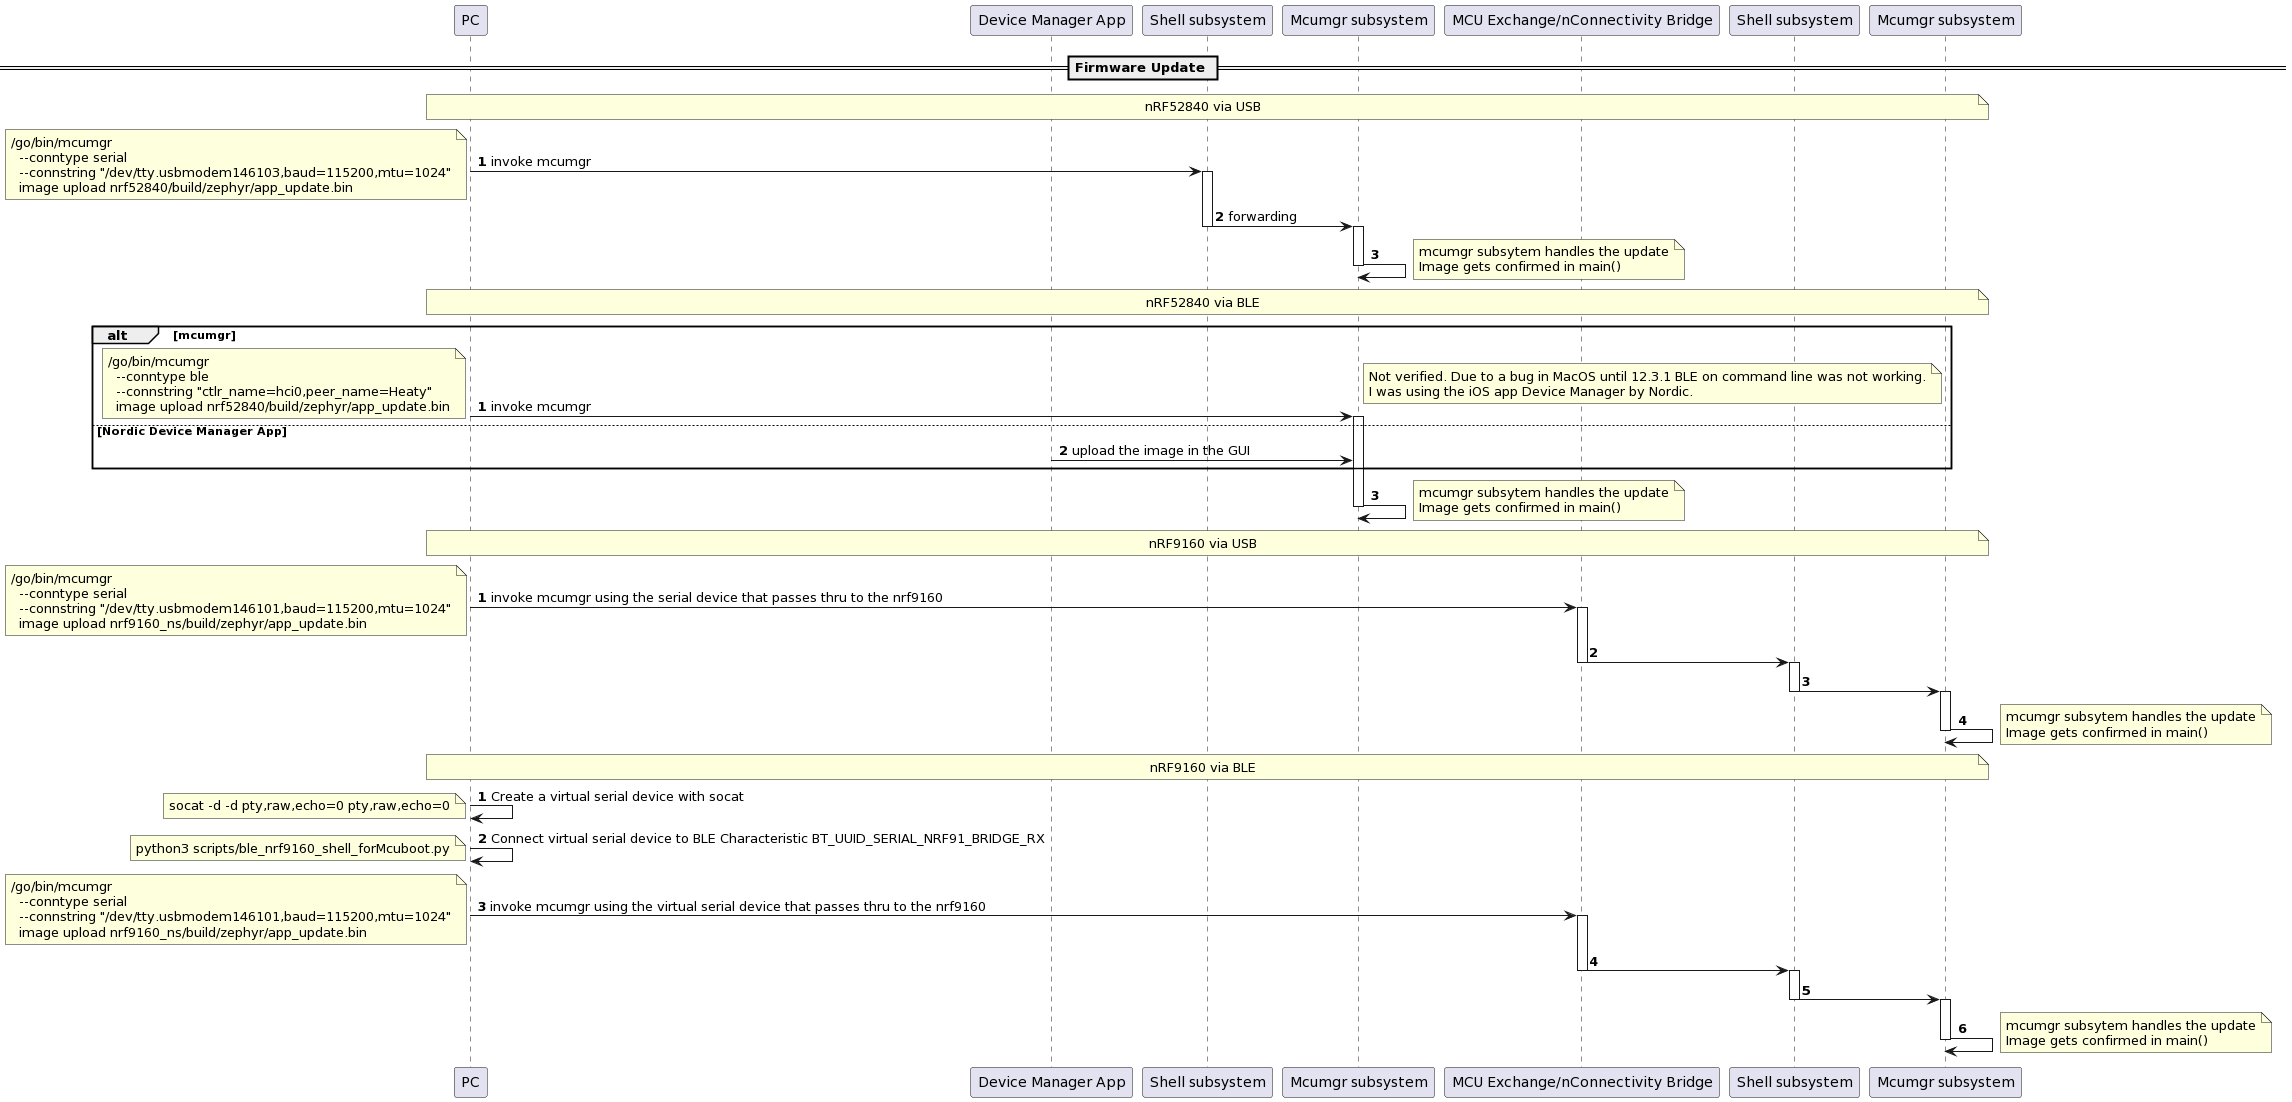 PC
Device Manager App
Shell subsystem
Mcumgr subsystem
MCU Exchange/nConnectivity Bridge
Shell subsystem
Mcumgr subsystem
Firmware Update
nRF52840 via USB
/go/bin/mcumgr
--conntype serial
--connstring "/dev/tty.usbmodem146103,baud=115200,mtu=1024"
image upload nrf52840/build/zephyr/app_update.bin
1 invoke mcumgr
2 forwarding
3
mcumgr subsytem handles the update
Image gets confirmed in main()
nRF52840 via BLE
alt
[mcumgr]
/go/bin/mcumgr
--conntype ble
--connstring "ctlr_name=hci0,peer_name=Heaty"
image upload nrf52840/build/zephyr/app_update.bin
1 invoke mcumgr
Not verified. Due to a bug in MacOS until 12.3.1 BLE on command line was not working.
I was using the iOS app Device Manager by Nordic.
[Nordic Device Manager App]
2 upload the image in the GUI
3
mcumgr subsytem handles the update
Image gets confirmed in main()
nRF9160 via USB
/go/bin/mcumgr
--conntype serial
--connstring "/dev/tty.usbmodem146101,baud=115200,mtu=1024"
image upload nrf9160_ns/build/zephyr/app_update.bin
1 invoke mcumgr using the serial device that passes thru to the nrf9160
2
3
4
mcumgr subsytem handles the update
Image gets confirmed in main()
nRF9160 via BLE
socat -d -d pty,raw,echo=0 pty,raw,echo=0
1 Create a virtual serial device with socat
python3 scripts/ble_nrf9160_shell_forMcuboot.py
2 Connect virtual serial device to BLE Characteristic BT_UUID_SERIAL_NRF91_BRIDGE_RX
/go/bin/mcumgr
--conntype serial
--connstring "/dev/tty.usbmodem146101,baud=115200,mtu=1024"
image upload nrf9160_ns/build/zephyr/app_update.bin
3 invoke mcumgr using the virtual serial device that passes thru to the nrf9160
4
5
6
mcumgr subsytem handles the update
Image gets confirmed in main()
PC
Device Manager App
Shell subsystem
Mcumgr subsystem
MCU Exchange/nConnectivity Bridge
Shell subsystem
Mcumgr subsystem